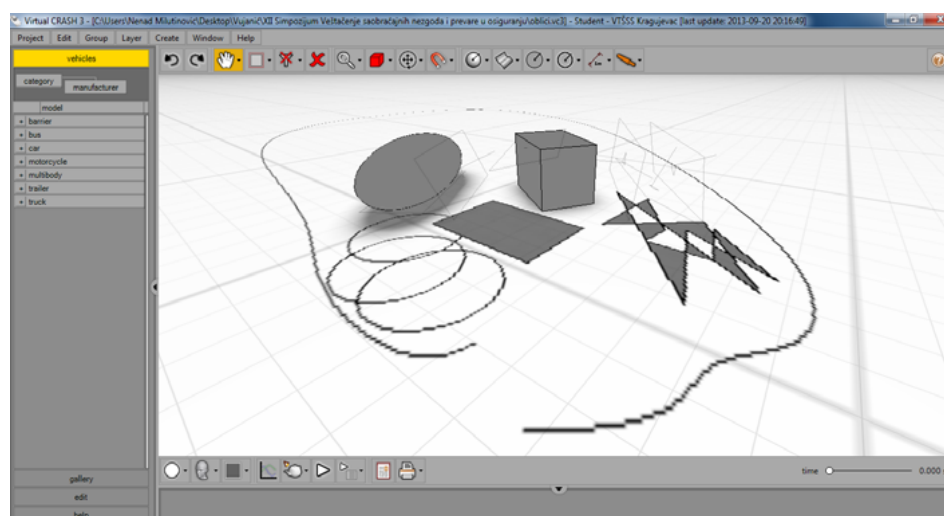 Virtual CRASH 3 - [C:\Users\Nenad Milutinovic\Desktop\Vujanić\XII Simpozijum Veštačenje saobraćajnih nezgoda i prevare u osiguranju\oblici.vc3] - Student - VTŠSS Kragujevac [last update: 2013-09-20 20:16:49]
Project Edit Group Layer Create Window Help
vehicles
category
manufacturer
model
barrier
bus
car
motorcycle
multibody
trailer
truck
gallery
edit
help
time 0.000